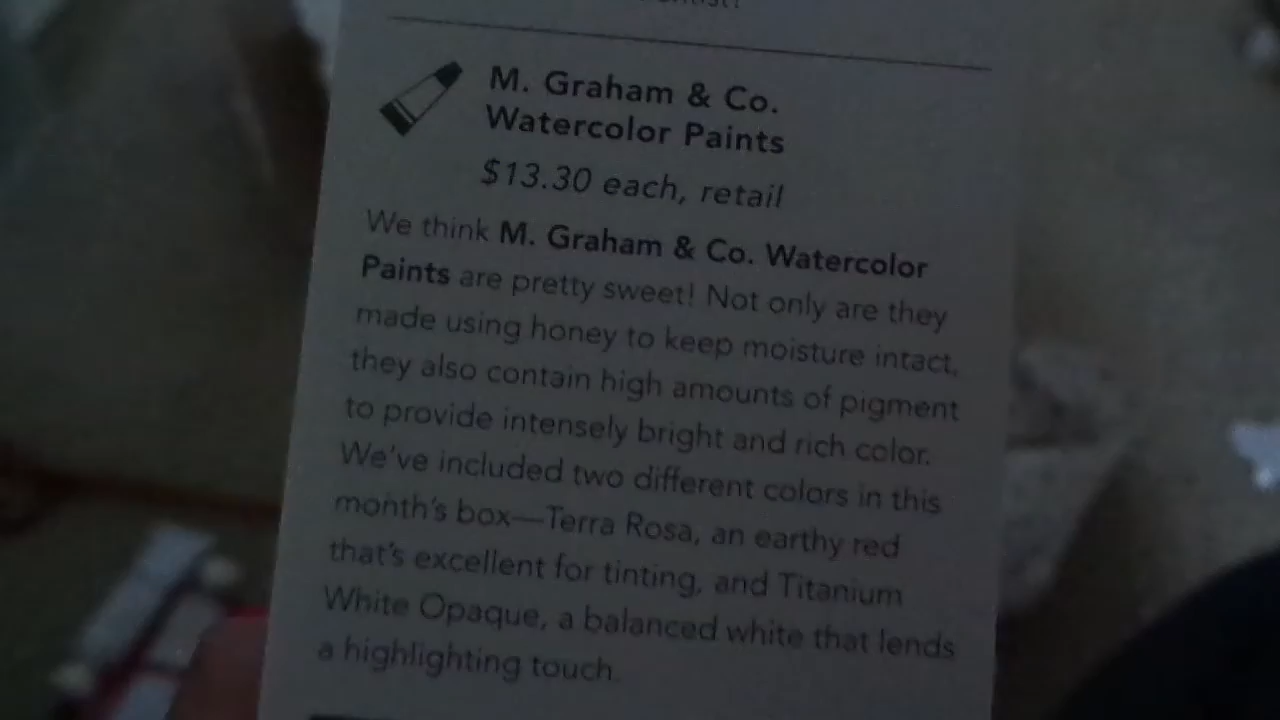 M. Graham & Co.
Watercolor Paints
$13.30 each, retail
We think M. Graham & Co. Watercolor
Paints are pretty sweet! Not only are they
made using honey to keep moisture intact,
they also contain high amounts of pigment
to provide intensely bright and rich color.
We've included two different colors in this
month's box—Terra Rosa, an earthy red
that's excellent for tinting, and Titanium
White Opaque, a balanced white that lends
a highlighting touch.